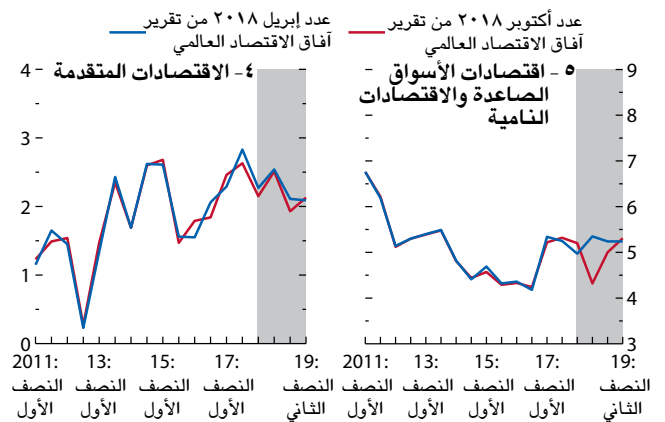 عدد أكتوبر ٢٠١٨ من تقرير آفاق الاقتصاد العالمي
عدد إبريل ٢٠١٨ من تقرير آفاق الاقتصاد العالمي
٤- الاقتصادات المتقدمة
4
3
2
1
0
2011:
النصف
الأول
13:
النصف
الأول
15:
النصف
الأول
17:
النصف
الأول
19:
النصف
الثاني
٥- اقتصادات الأسواق
الصاعدة والاقتصادات
النامية
9
8
7
6
5
4
3
2011:
النصف
الأول
13:
النصف
الأول
15:
النصف
الأول
17:
النصف
الأول
19:
النصف
الثاني